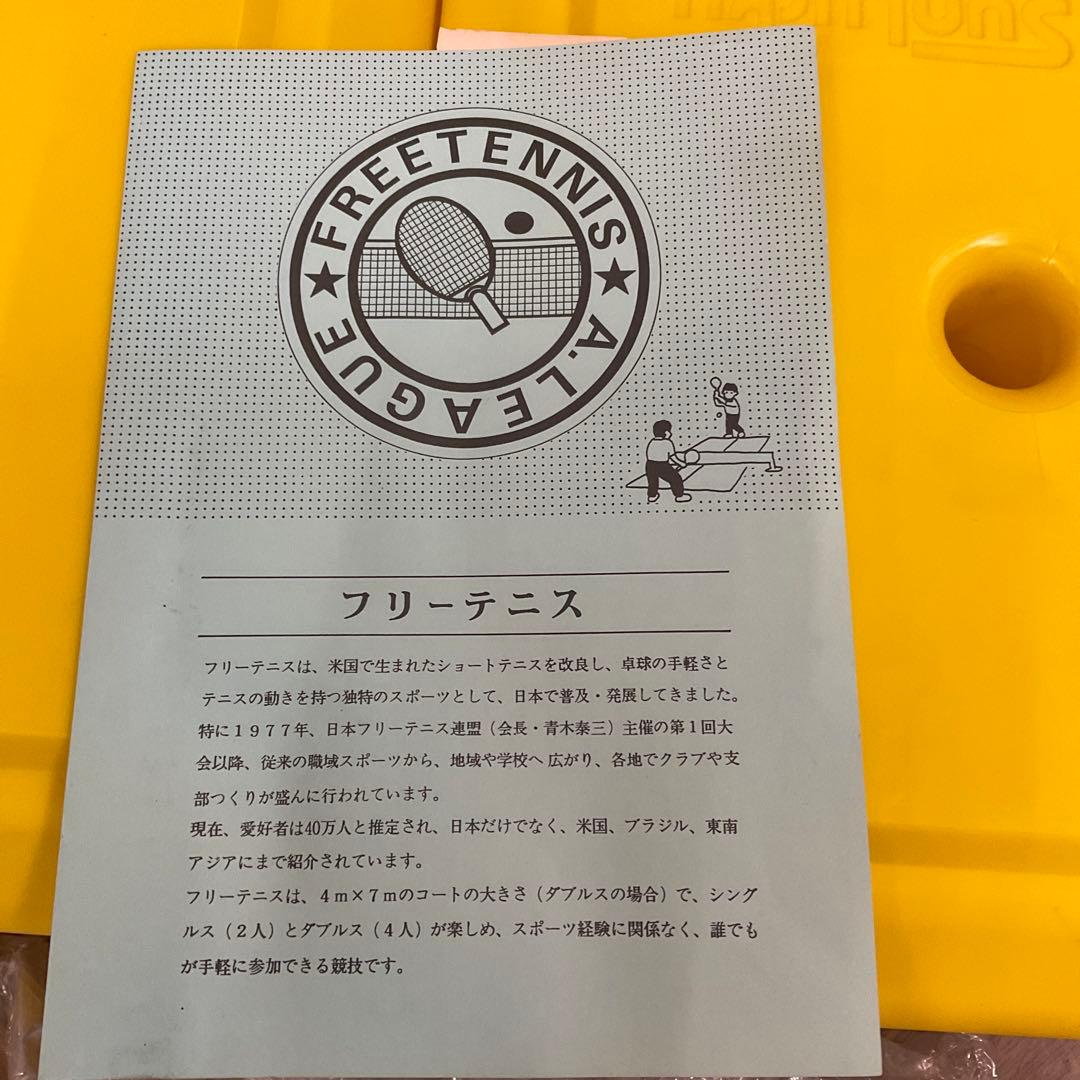 FREETENNIS ★ A. LEAGUE ★
フリーテニス
フリーテニスは、米国で生まれたショートテニスを改良し、卓球の手軽さと
テニスの動きを持つ独特のスポーツとして、日本で普及・発展してきました。
特に1977年、日本フリーテニス連盟(会長・青木泰三)主催の第1回大
会以降、従来の職域スポーツから、地域や学校へ広がり、各地でクラブや支
部つくりが盛んに行われています。
現在、愛好者は40万人と推定され、日本だけでなく、米国、ブラジル、東南
アジアにまで紹介されています。
フリーテニスは、4m×7mのコートの大きさ(ダブルスの場合)で、シング
ルス(2人)とダブルス(4人)が楽しめ、スポーツ経験に関係なく、誰でも
が手軽に参加できる競技です。